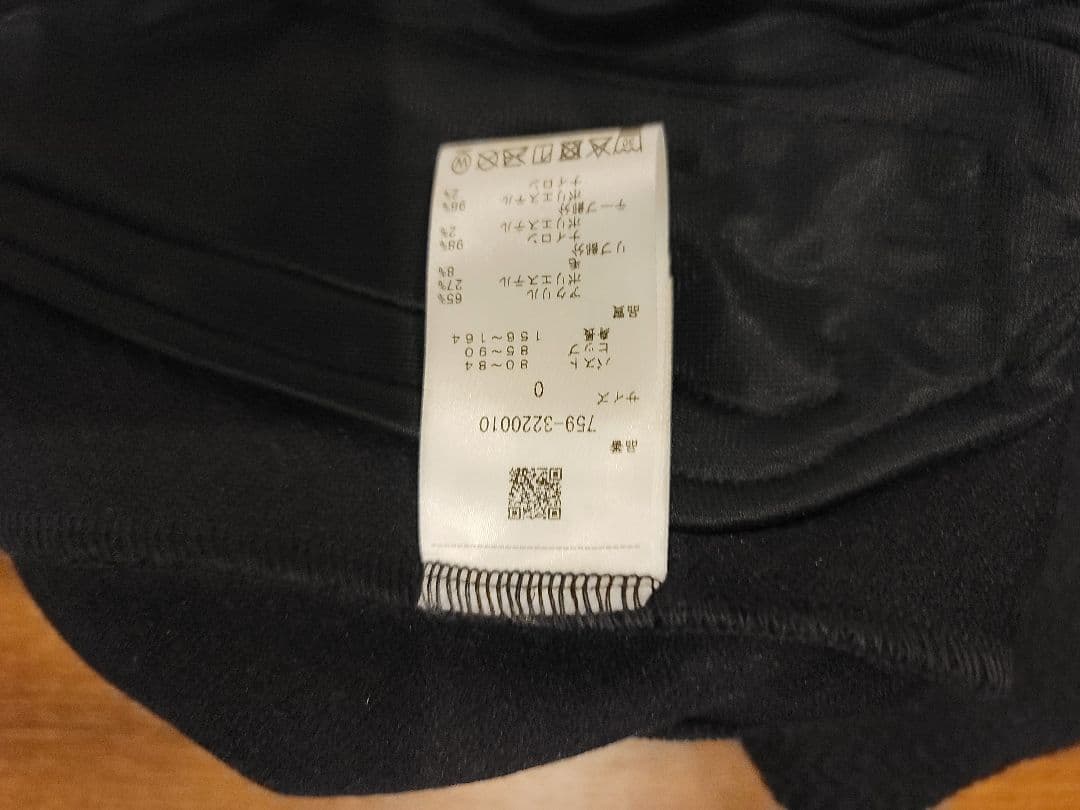 品番
759-3220010
サイズ
0
バスト 80~84
ヒップ 85~90
身長 156~164
品質
アクリル 65%
ポリエステル 27%
毛 8%
リブ部分
ナイロン 98%
ポリエステル 2%
テープ部分
ポリエステル 98%
ナイロン 2%
W